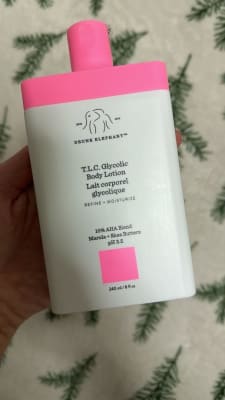 DRUNK ELEPHANT™
T.L.C. Glycolic
Body Lotion
Lait corporel
glycolique
REFINE + MOISTURIZE
10% AHA Blend
Marula + Shea Butters
pH 3.5
240 ml / 8 fl oz